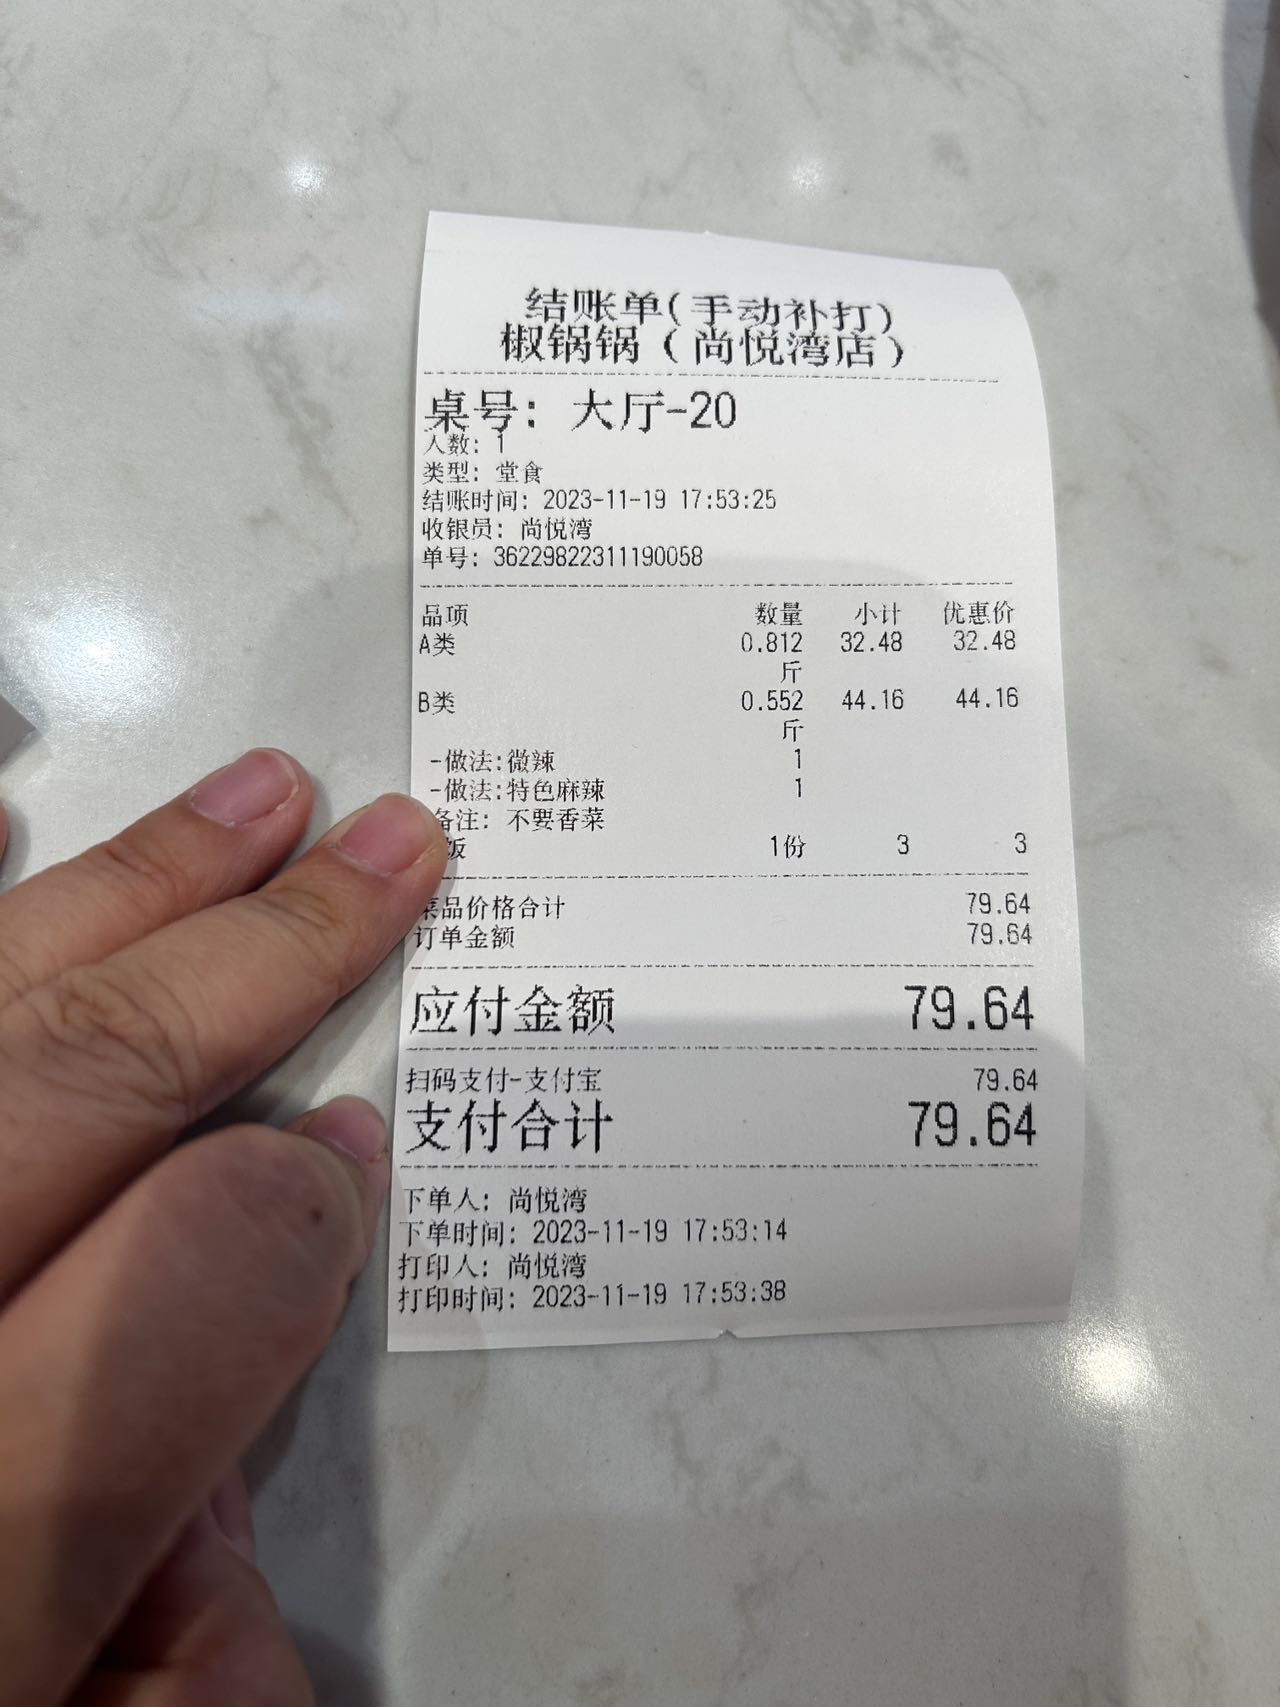 结账单(手动补打)
椒锅锅（尚悦湾店）
桌号: 大厅-20
人数: 1
类型: 堂食
结账时间: 2023-11-19 17:53:25
收银员: 尚悦湾
单号: 36229822311190058
品项 数量 小计 优惠价
A类 0.812 32.48 32.48
斤
B类 0.552 44.16 44.16
斤
-做法:微辣 1
-做法:特色麻辣 1
备注: 不要香菜
饭 1份 3 3
菜品价格合计 79.64
订单金额 79.64
应付金额 79.64
扫码支付-支付宝 79.64
支付合计 79.64
下单人: 尚悦湾
下单时间: 2023-11-19 17:53:14
打印人: 尚悦湾
打印时间: 2023-11-19 17:53:38